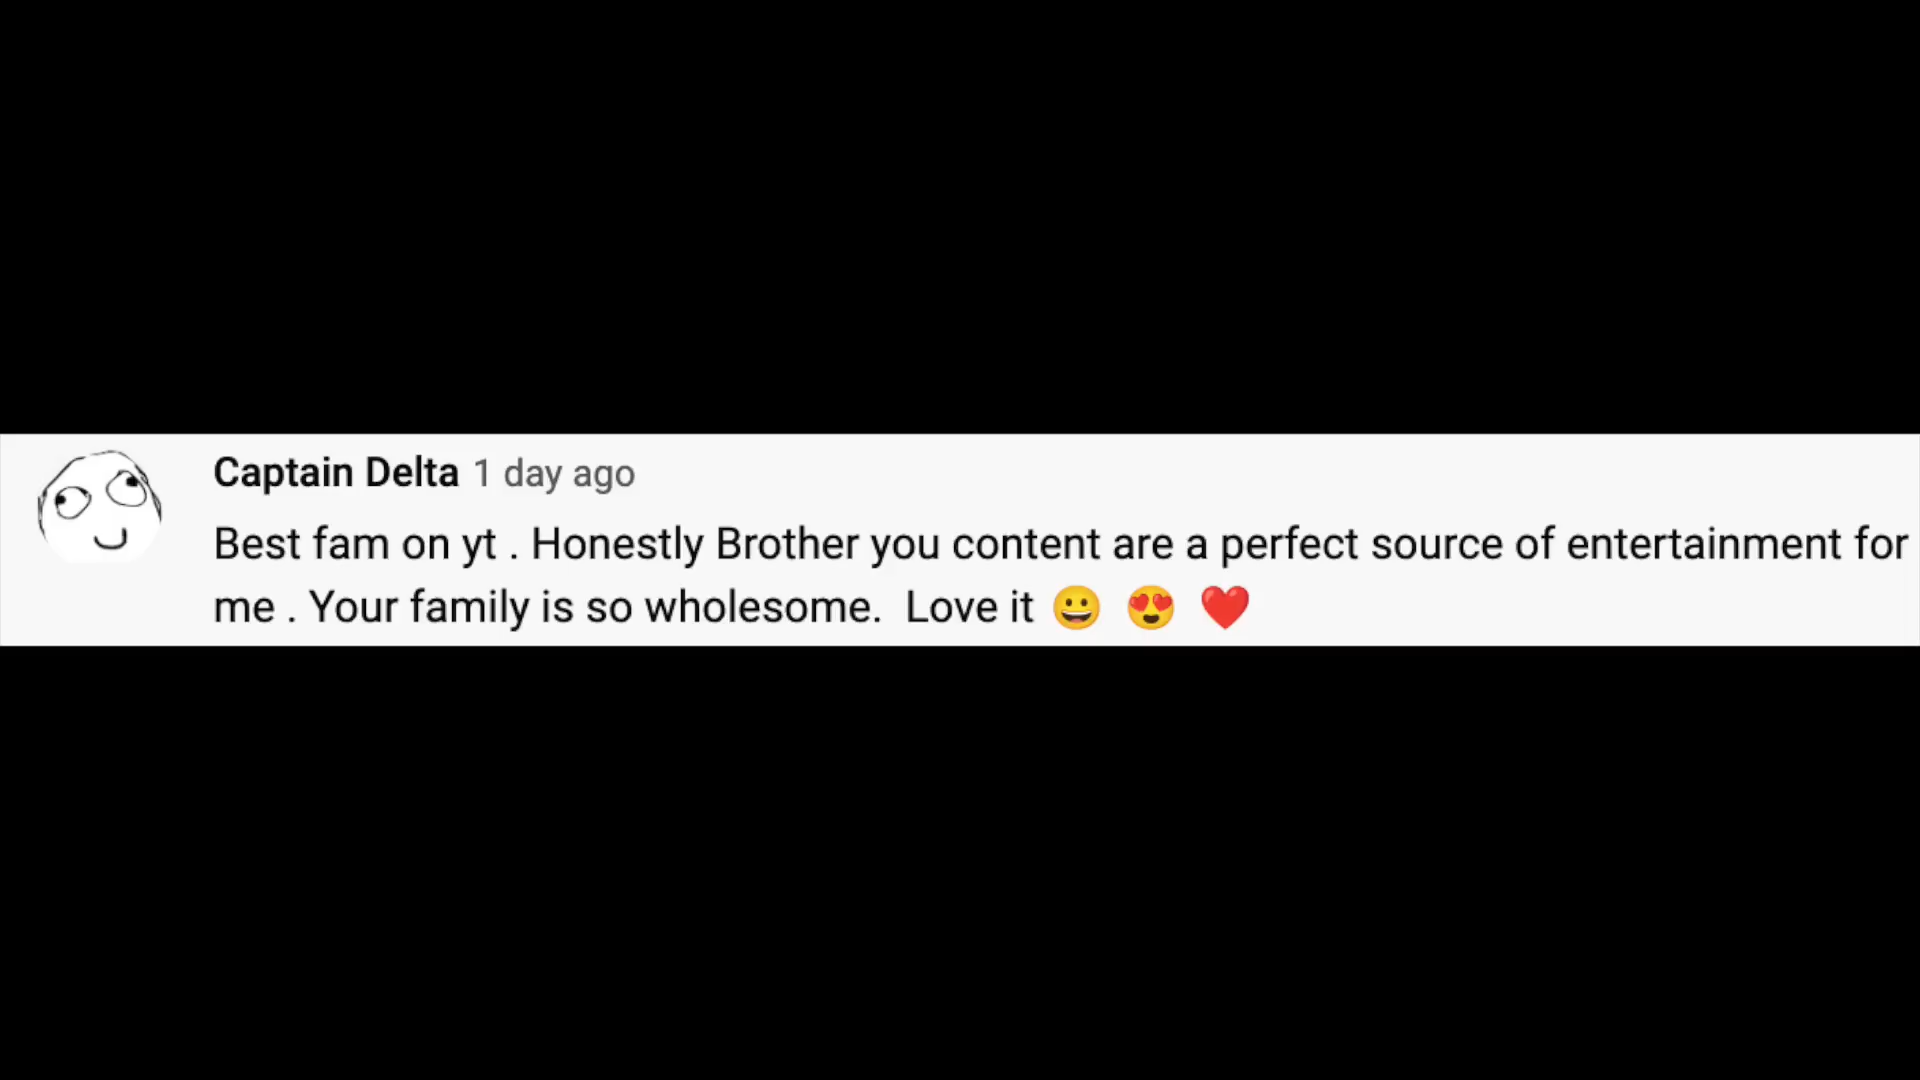 Captain Delta 1 day ago
Best fam on yt . Honestly Brother you content are a perfect source of entertainment for
me . Your family is so wholesome.  Love it 😀 😍 ❤️